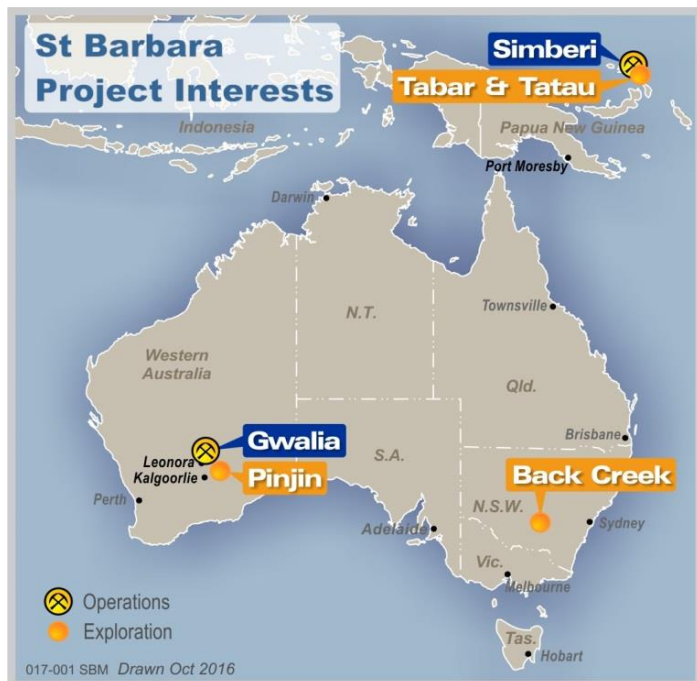 St Barbara
Project Interests
Simberi
Tabar & Tatau
Indonesia
Papua New Guinea
Port Moresby
Darwin
N.T.
Townsville
Western
Australia
Qld.
Brisbane
Gwalia
Leonora
Kalgoorlie
Pinjin
S.A.
Back Creek
N.S.W.
Perth
Adelaide
Sydney
Vic.
Melbourne
Tas.
Hobart
Operations
Exploration
017-001 SBM Drawn Oct 2016